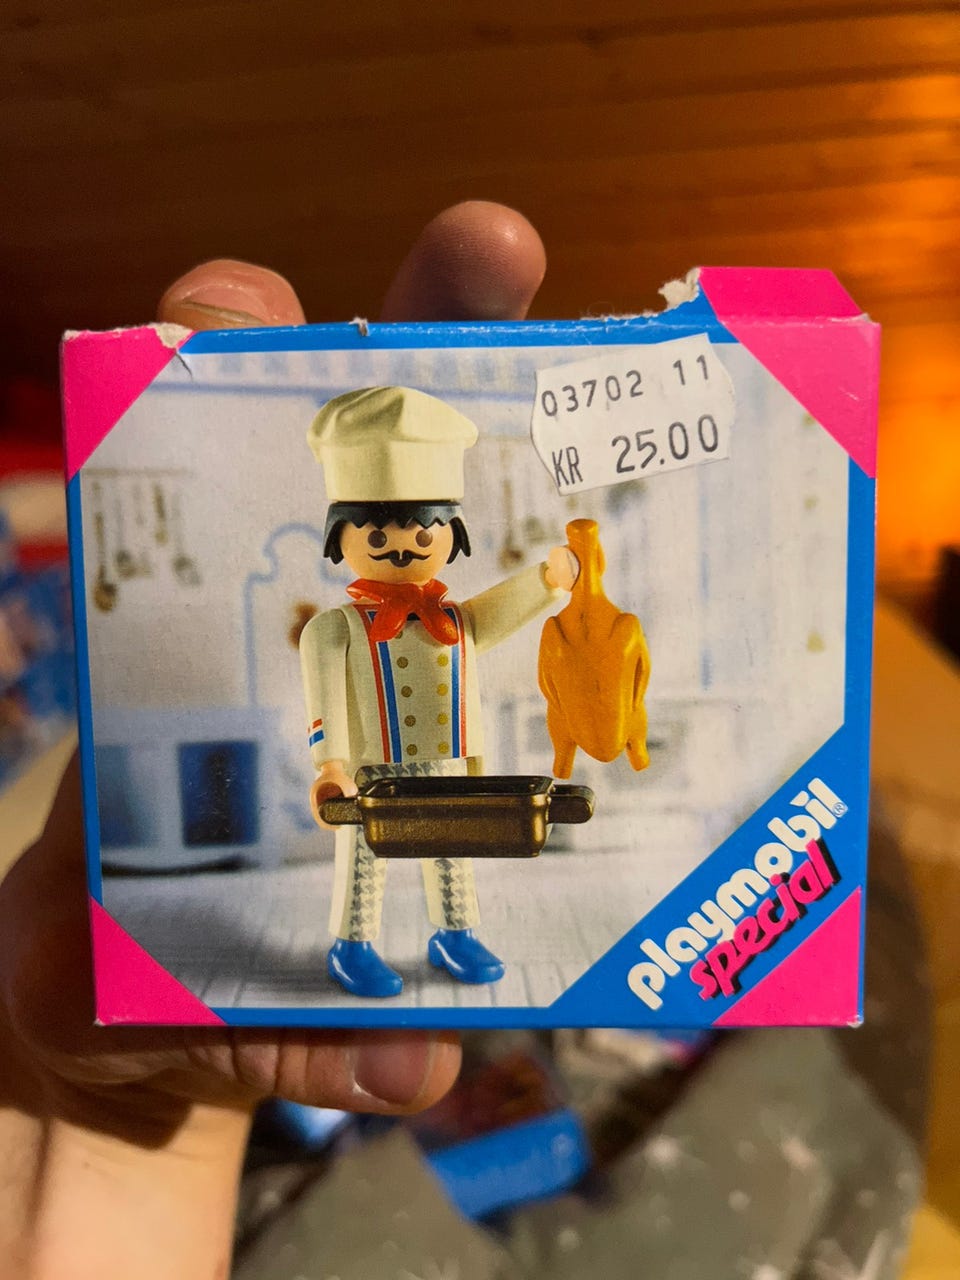 03702 11
KR 25.00
playmobil®
special